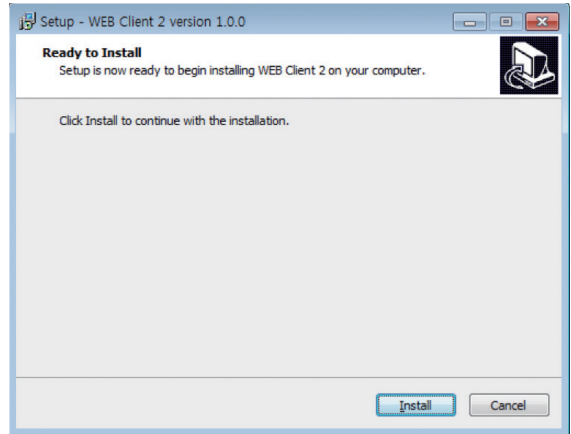 Setup - WEB Client 2 version 1.0.0
Ready to Install
Setup is now ready to begin installing WEB Client 2 on your computer.
Click Install to continue with the installation.
Install
Cancel